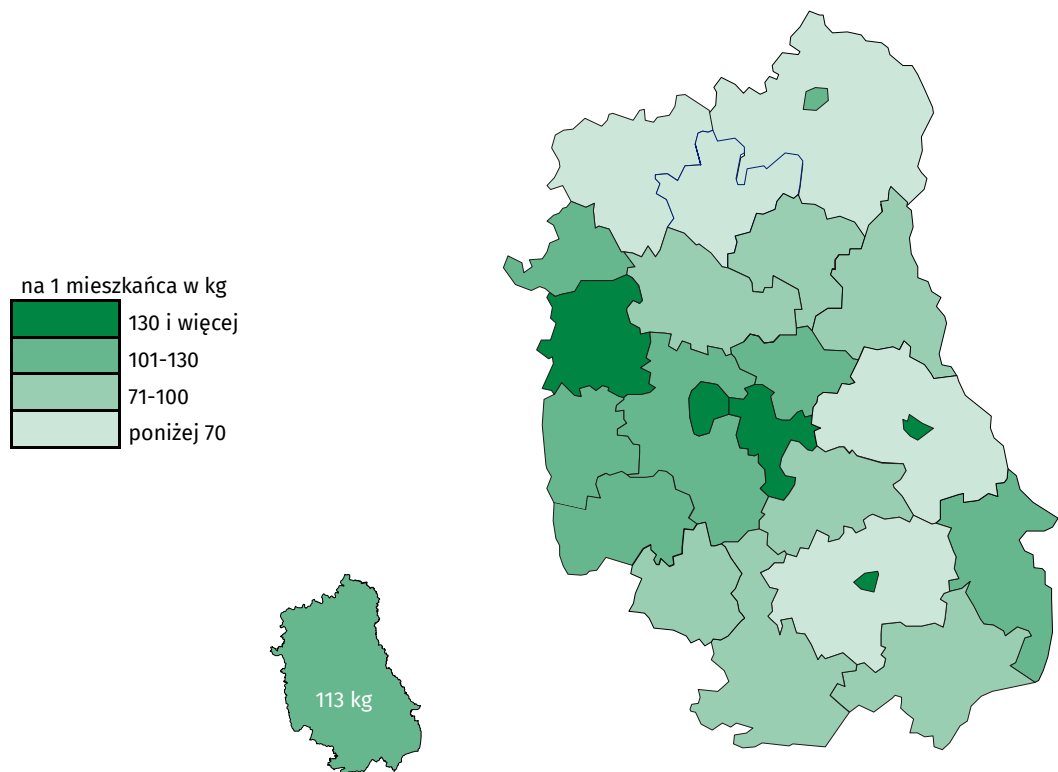 na 1 mieszkańca w kg
130 i więcej
101-130
71-100
poniżej 70
113 kg